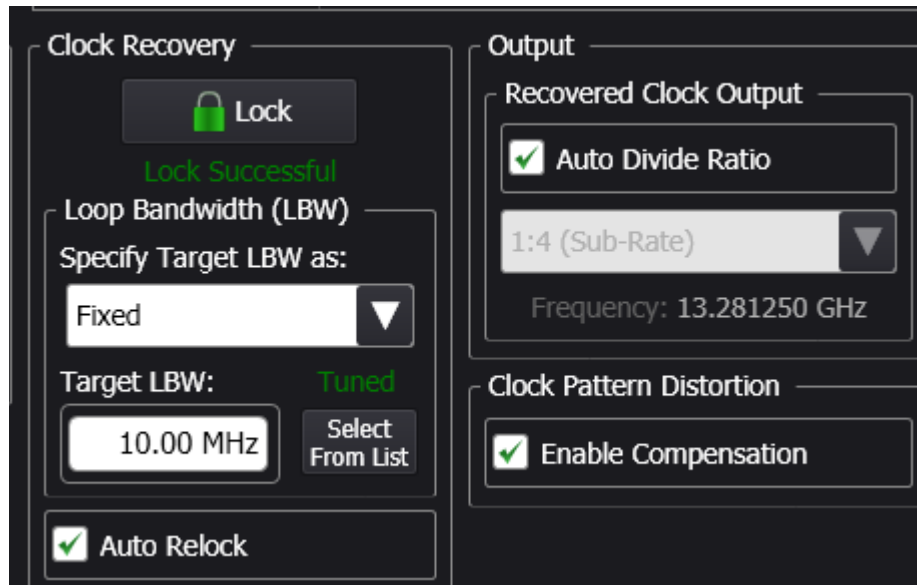 Clock Recovery
Lock
Lock Successful
Loop Bandwidth (LBW)
Specify Target LBW as:
Fixed
Target LBW:
Tuned
10.00 MHz
Select
From List
Auto Relock
Output
Recovered Clock Output
Auto Divide Ratio
1:4 (Sub-Rate)
Frequency: 13.281250 GHz
Clock Pattern Distortion
Enable Compensation